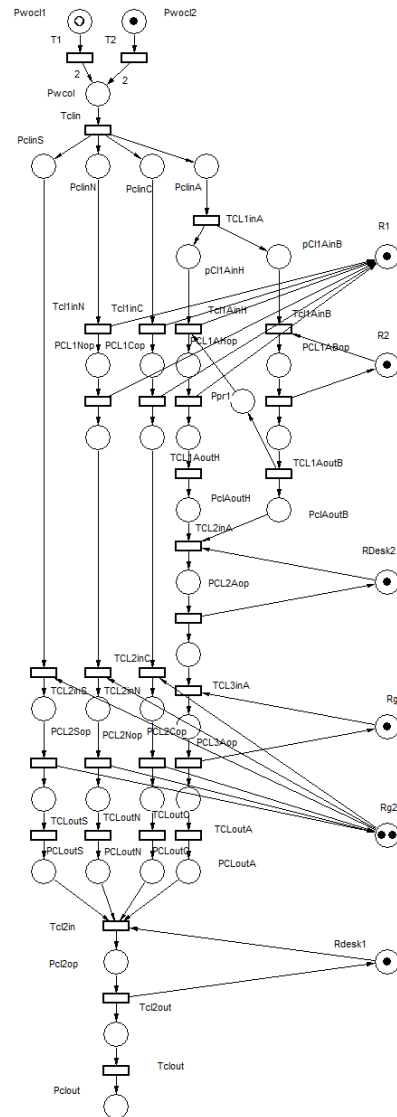 Pwocl1 Pwocl2
T1 T2
2 2
Pwcol
Tclin
PclinS PclinN PclinC PclinA
TCL1inA
R1
pCl1AinH pCl1AinB
Tcl1inN Tcl1inC Tcl1AinH Tcl1AinB
R2
PCL1Nop PCL1Cop PCL1AHop PCL1ABop
Ppr1
TCL1AoutH TCL1AoutB
PclAoutH PclAoutB
TCL2inA RDesk2
PCL2Aop
TCL2inS TCL2inN TCL2inC TCL3inA
Rg
PCL2Sop PCL2Nop PCL2Cop PCL3Aop
Rg2
TCLoutS TCLoutN TCLoutC TCLoutA
PCLoutS PCLoutN PCLoutC PCLoutA
Tcl2in Rdesk1
Pcl2op
Tcl2out
Tclout
Pclout